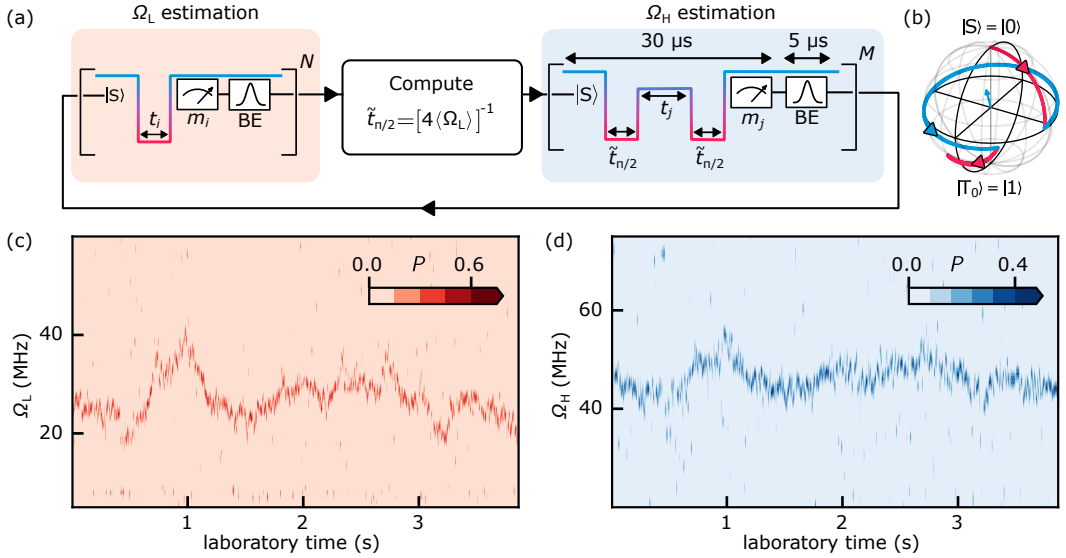 (a)
Ω_L estimation
|S⟩
t_i
m_i
BE
N
Compute
t̃_π/2=[4⟨Ω_L⟩]⁻¹
Ω_H estimation
30 µs
5 µs
|S⟩
t̃_π/2
t_j
t̃_π/2
m_j
BE
M
(b)
|S⟩ = |0⟩
|T₀⟩ = |1⟩
(c)
0.0 P 0.6
40
20
Ω_L (MHz)
1 2 3
laboratory time (s)
(d)
0.0 P 0.4
60
40
Ω_H (MHz)
1 2 3
laboratory time (s)